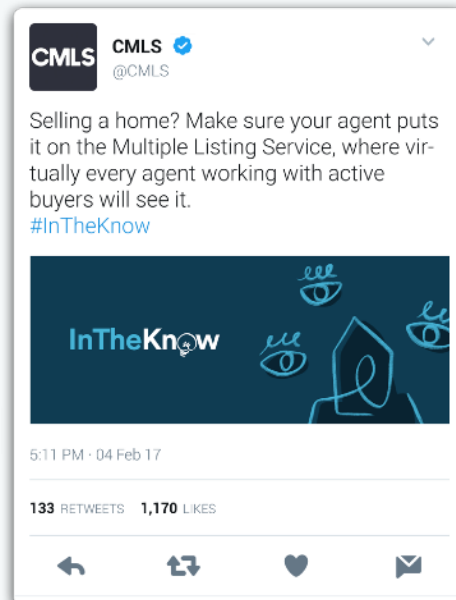 CMLS
CMLS
@CMLS
Selling a home? Make sure your agent puts
it on the Multiple Listing Service, where vir-
tually every agent working with active
buyers will see it.
#InTheKnow
InTheKnow
5:11 PM · 04 Feb 17
133 RETWEETS 1,170 LIKES